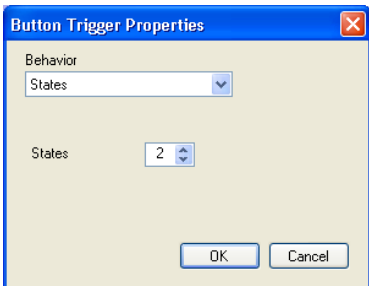 Button Trigger Properties
Behavior
States
States 2
OK Cancel